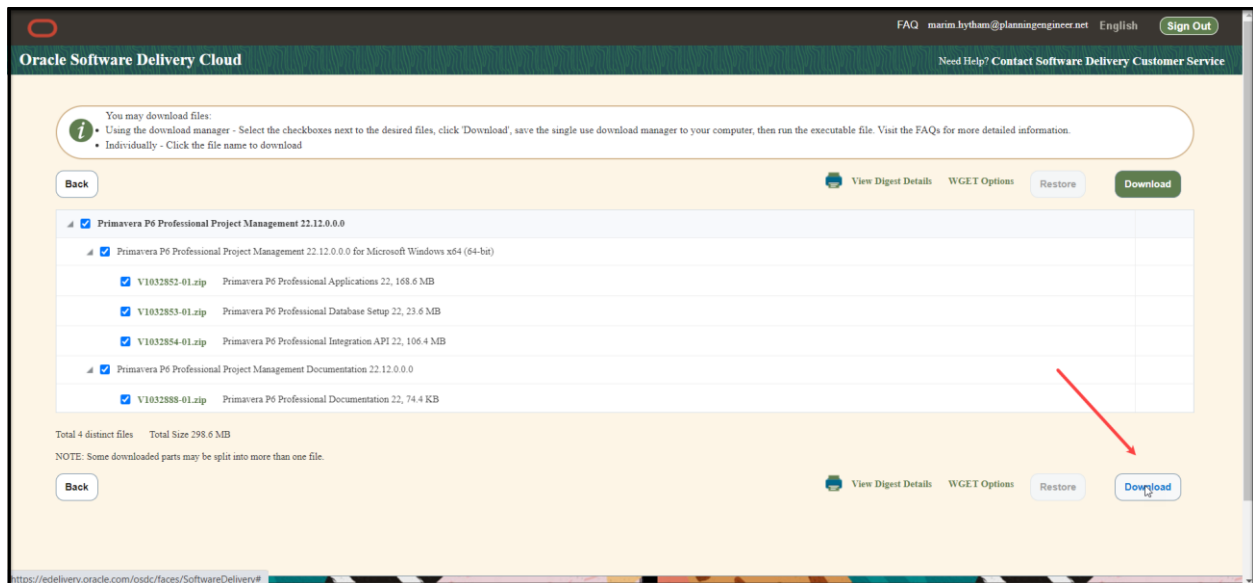 FAQ marim.hytham@planningengineer.net English Sign Out
Oracle Software Delivery Cloud Need Help? Contact Software Delivery Customer Service
You may download files:
• Using the download manager - Select the checkboxes next to the desired files, click 'Download', save the single use download manager to your computer, then run the executable file. Visit the FAQs for more detailed information.
• Individually - Click the file name to download
Back View Digest Details WGET Options Restore Download
Primavera P6 Professional Project Management 22.12.0.0.0
Primavera P6 Professional Project Management 22.12.0.0.0 for Microsoft Windows x64 (64-bit)
V1032852-01.zip Primavera P6 Professional Applications 22, 168.6 MB
V1032853-01.zip Primavera P6 Professional Database Setup 22, 23.6 MB
V1032854-01.zip Primavera P6 Professional Integration API 22, 106.4 MB
Primavera P6 Professional Project Management Documentation 22.12.0.0.0
V1032888-01.zip Primavera P6 Professional Documentation 22, 74.4 KB
Total 4 distinct files Total Size 298.6 MB
NOTE: Some downloaded parts may be split into more than one file.
Back View Digest Details WGET Options Restore Download
https://edelivery.oracle.com/osdc/faces/SoftwareDelivery#